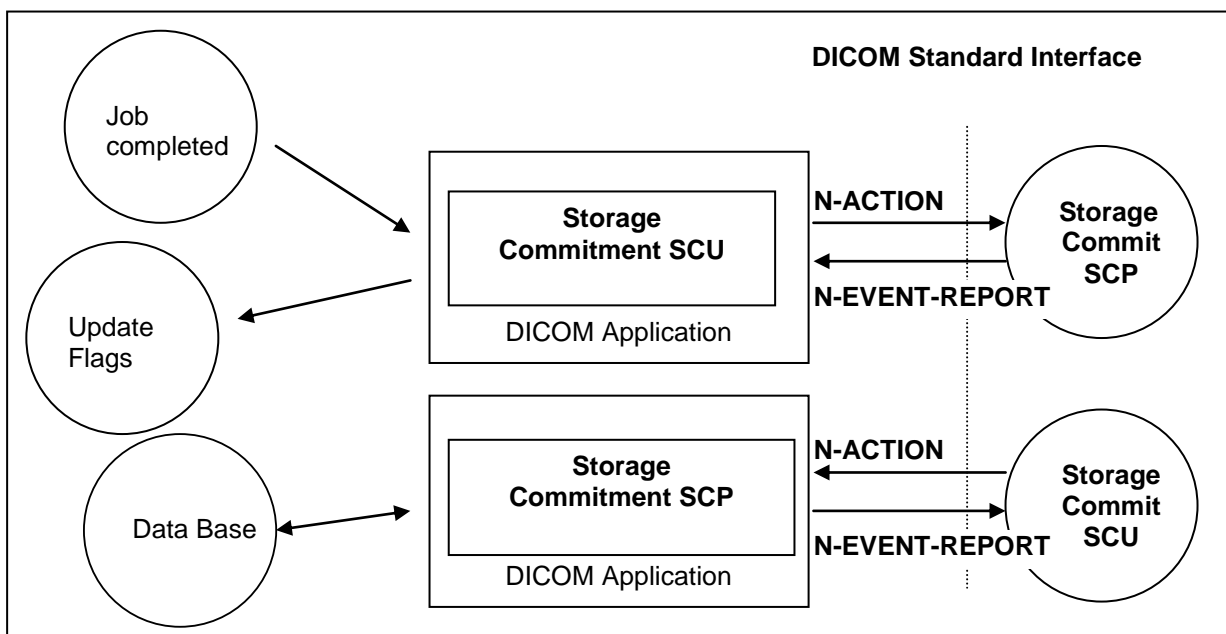 DICOM Standard Interface
Job
completed
Storage
Commitment SCU
DICOM Application
N-ACTION
N-EVENT-REPORT
Storage
Commit
SCP
Update
Flags
Data Base
Storage
Commitment SCP
DICOM Application
N-ACTION
N-EVENT-REPORT
Storage
Commit
SCU